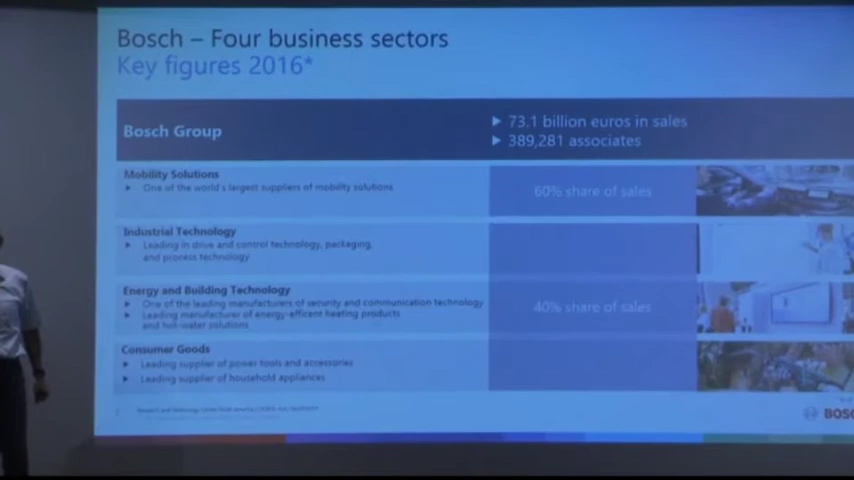 Bosch – Four business sectors
Key figures 2016*
Bosch Group
► 73.1 billion euros in sales
► 389,281 associates
Mobility Solutions
► One of the world's largest suppliers of mobility solutions
60% share of sales
Industrial Technology
► Leading in drive and control technology, packaging,
and process technology
Energy and Building Technology
► One of the leading manufacturers of security and communication technology
► Leading manufacturer of energy-efficent heating products
and hot-water solutions
40% share of sales
Consumer Goods
► Leading supplier of power tools and accessories
► Leading supplier of household appliances
BOSC